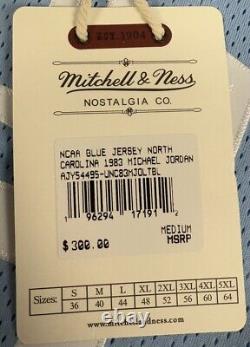 EST. 1904
Mitchell & Ness
NOSTALGIA CO.
NCAA BLUE JERSEY NORTH
CAROLINA 1983 MICHAEL JORDAN
AJY54495-UNC83MJOLTBL
1 96294 17191 2
MEDIUM
$300.00 MSRP
S M L XL 2XL 3XL 4XL 5XL
Sizes: 36 40 44 48 52 56 60 64
www.mitchellandness.com